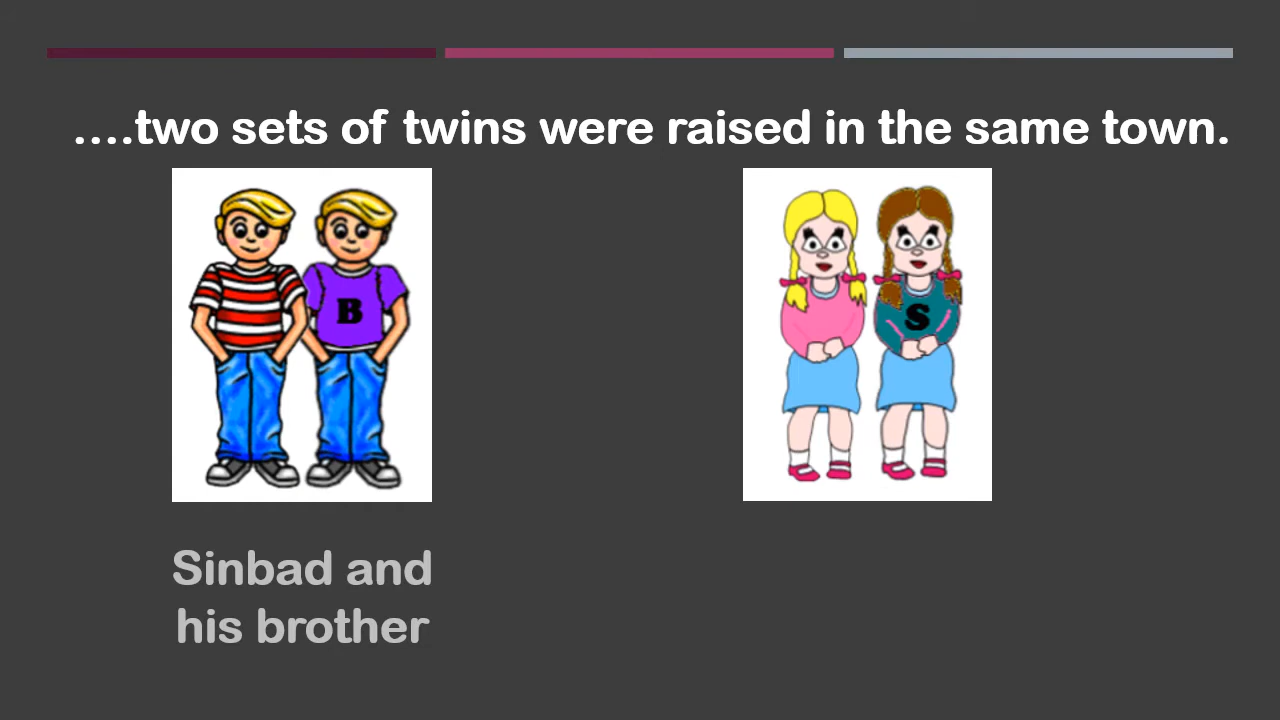 ....two sets of twins were raised in the same town.
B
S
Sinbad and
his brother